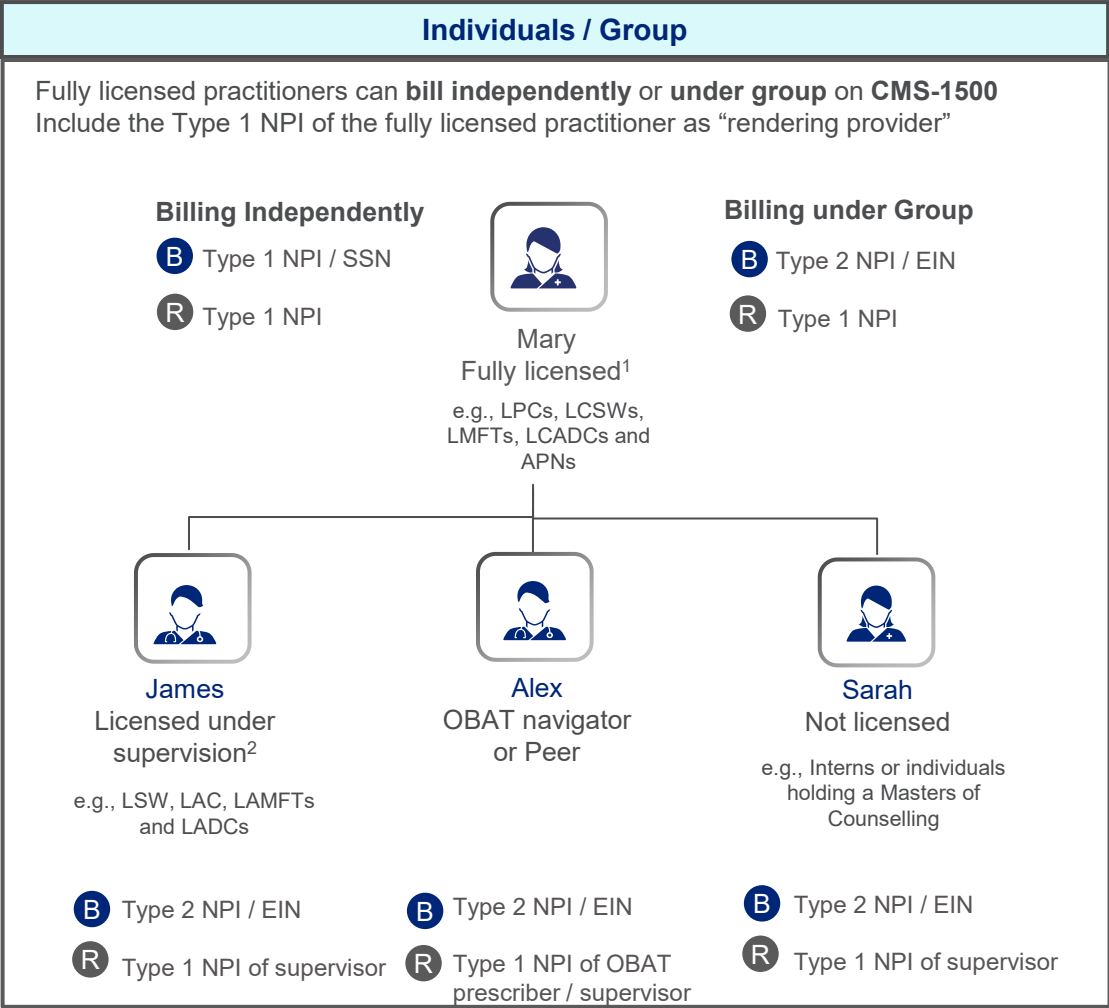 Individuals / Group
Fully licensed practitioners can bill independently or under group on CMS-1500
Include the Type 1 NPI of the fully licensed practitioner as “rendering provider”
Billing Independently
B Type 1 NPI / SSN
R Type 1 NPI
Mary
Fully licensed1
e.g., LPCs, LCSWs,
LMFTs, LCADCs and
APNs
Billing under Group
B Type 2 NPI / EIN
R Type 1 NPI
James
Licensed under
supervision2
e.g., LSW, LAC, LAMFTs
and LADCs
B Type 2 NPI / EIN
R Type 1 NPI of supervisor
Alex
OBAT navigator
or Peer
B Type 2 NPI / EIN
R Type 1 NPI of OBAT
prescriber / supervisor
Sarah
Not licensed
e.g., Interns or individuals
holding a Masters of
Counselling
B Type 2 NPI / EIN
R Type 1 NPI of supervisor